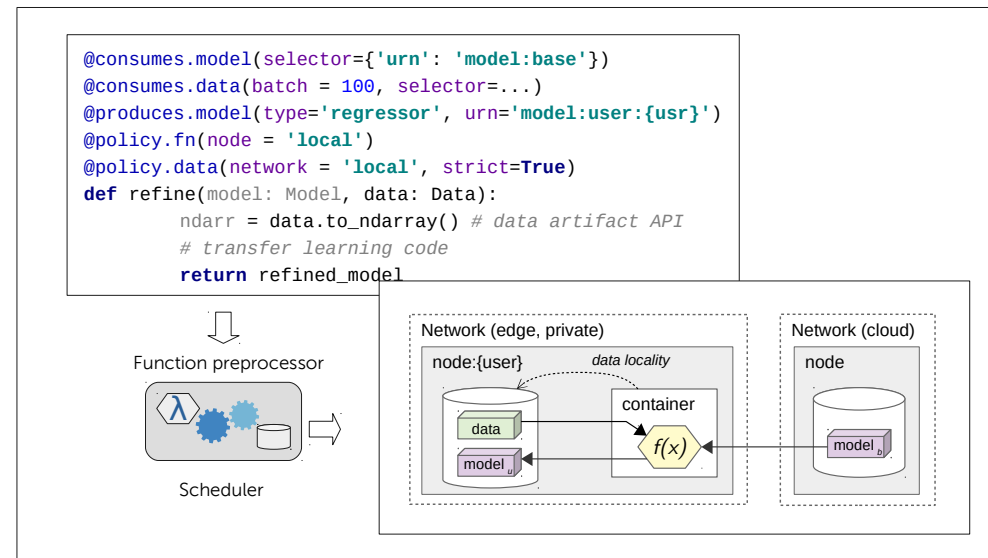 @consumes.model(selector={'urn': 'model:base'})
@consumes.data(batch = 100, selector=...)
@produces.model(type='regressor', urn='model:user:{usr}')
@policy.fn(node = 'local')
@policy.data(network = 'local', strict=True)
def refine(model: Model, data: Data):
ndarr = data.to_ndarray() # data artifact API
# transfer learning code
return refined_model
Function preprocessor
λ
Scheduler
Network (edge, private)
node:{user}
data locality
container
data
f(x)
model u
Network (cloud)
node
model b